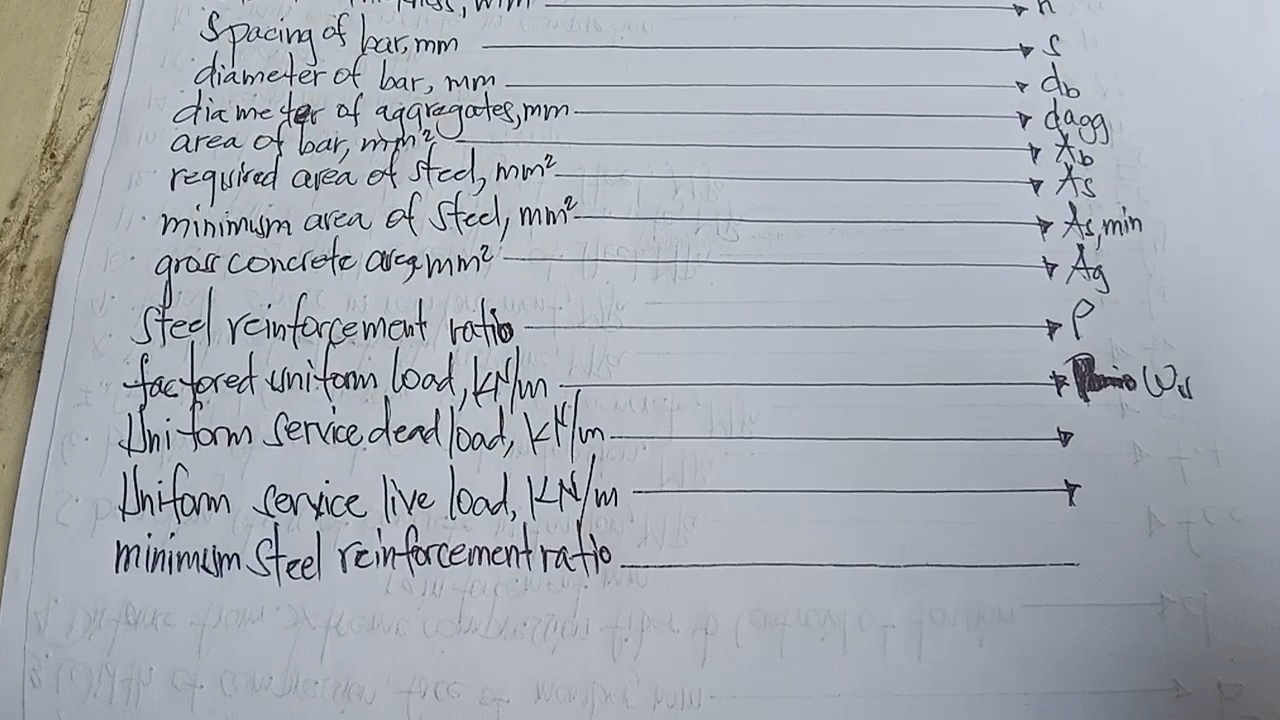 h
spacing of bar, mm → s
diameter of bar, mm → db
diameter of aggregates, mm → dagg
area of bar, mm² → Ab
required area of steel, mm² → As
minimum area of steel, mm² → As,min
gross concrete area, mm² → Ag
Steel reinforcement ratio → ρ
factored uniform load, KN/m → Wu
Uniform service dead load, KN/m →
Uniform service live load, KN/m →
minimum steel reinforcement ratio